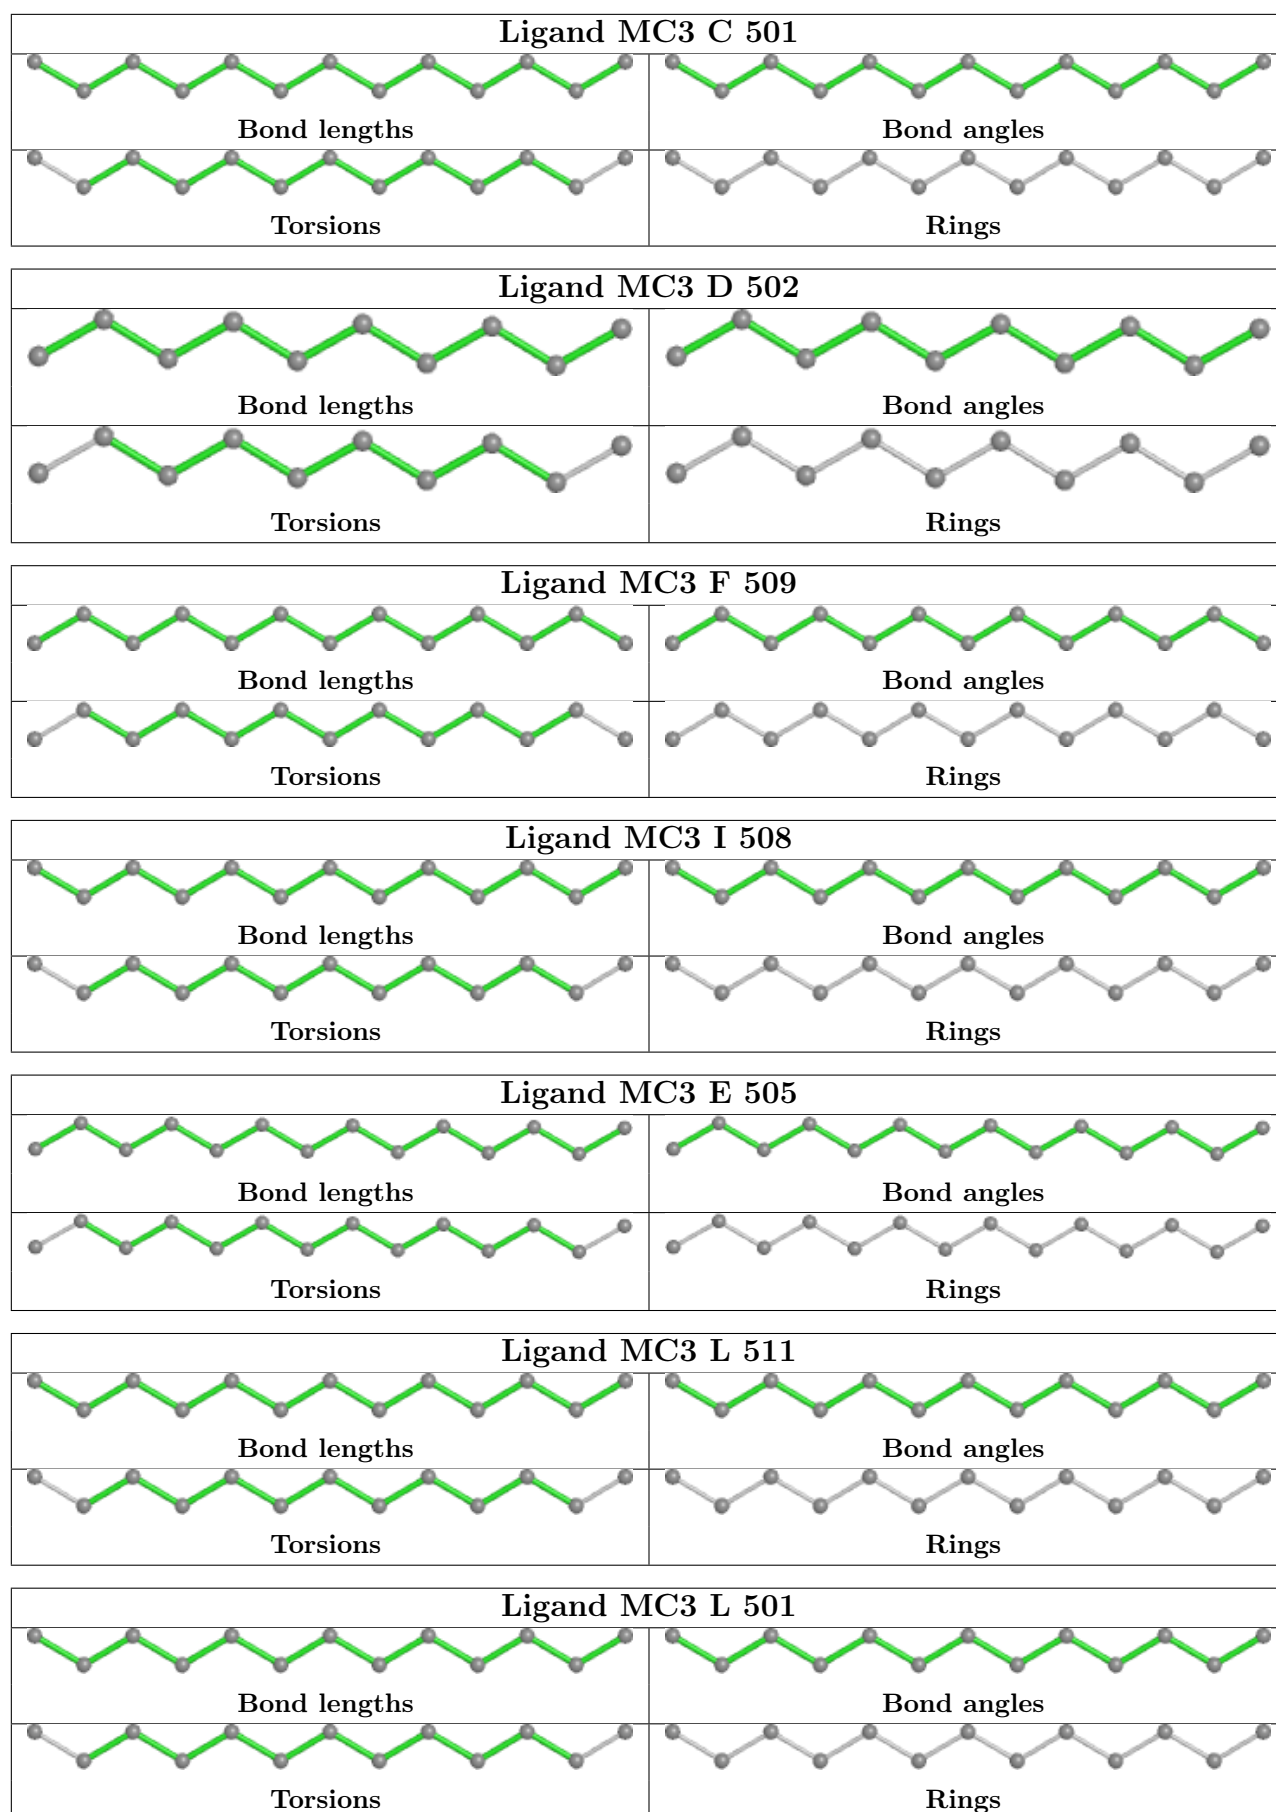 Ligand MC3 C 501
Bond lengths Bond angles
Torsions Rings
Ligand MC3 D 502
Bond lengths Bond angles
Torsions Rings
Ligand MC3 F 509
Bond lengths Bond angles
Torsions Rings
Ligand MC3 I 508
Bond lengths Bond angles
Torsions Rings
Ligand MC3 E 505
Bond lengths Bond angles
Torsions Rings
Ligand MC3 L 511
Bond lengths Bond angles
Torsions Rings
Ligand MC3 L 501
Bond lengths Bond angles
Torsions Rings